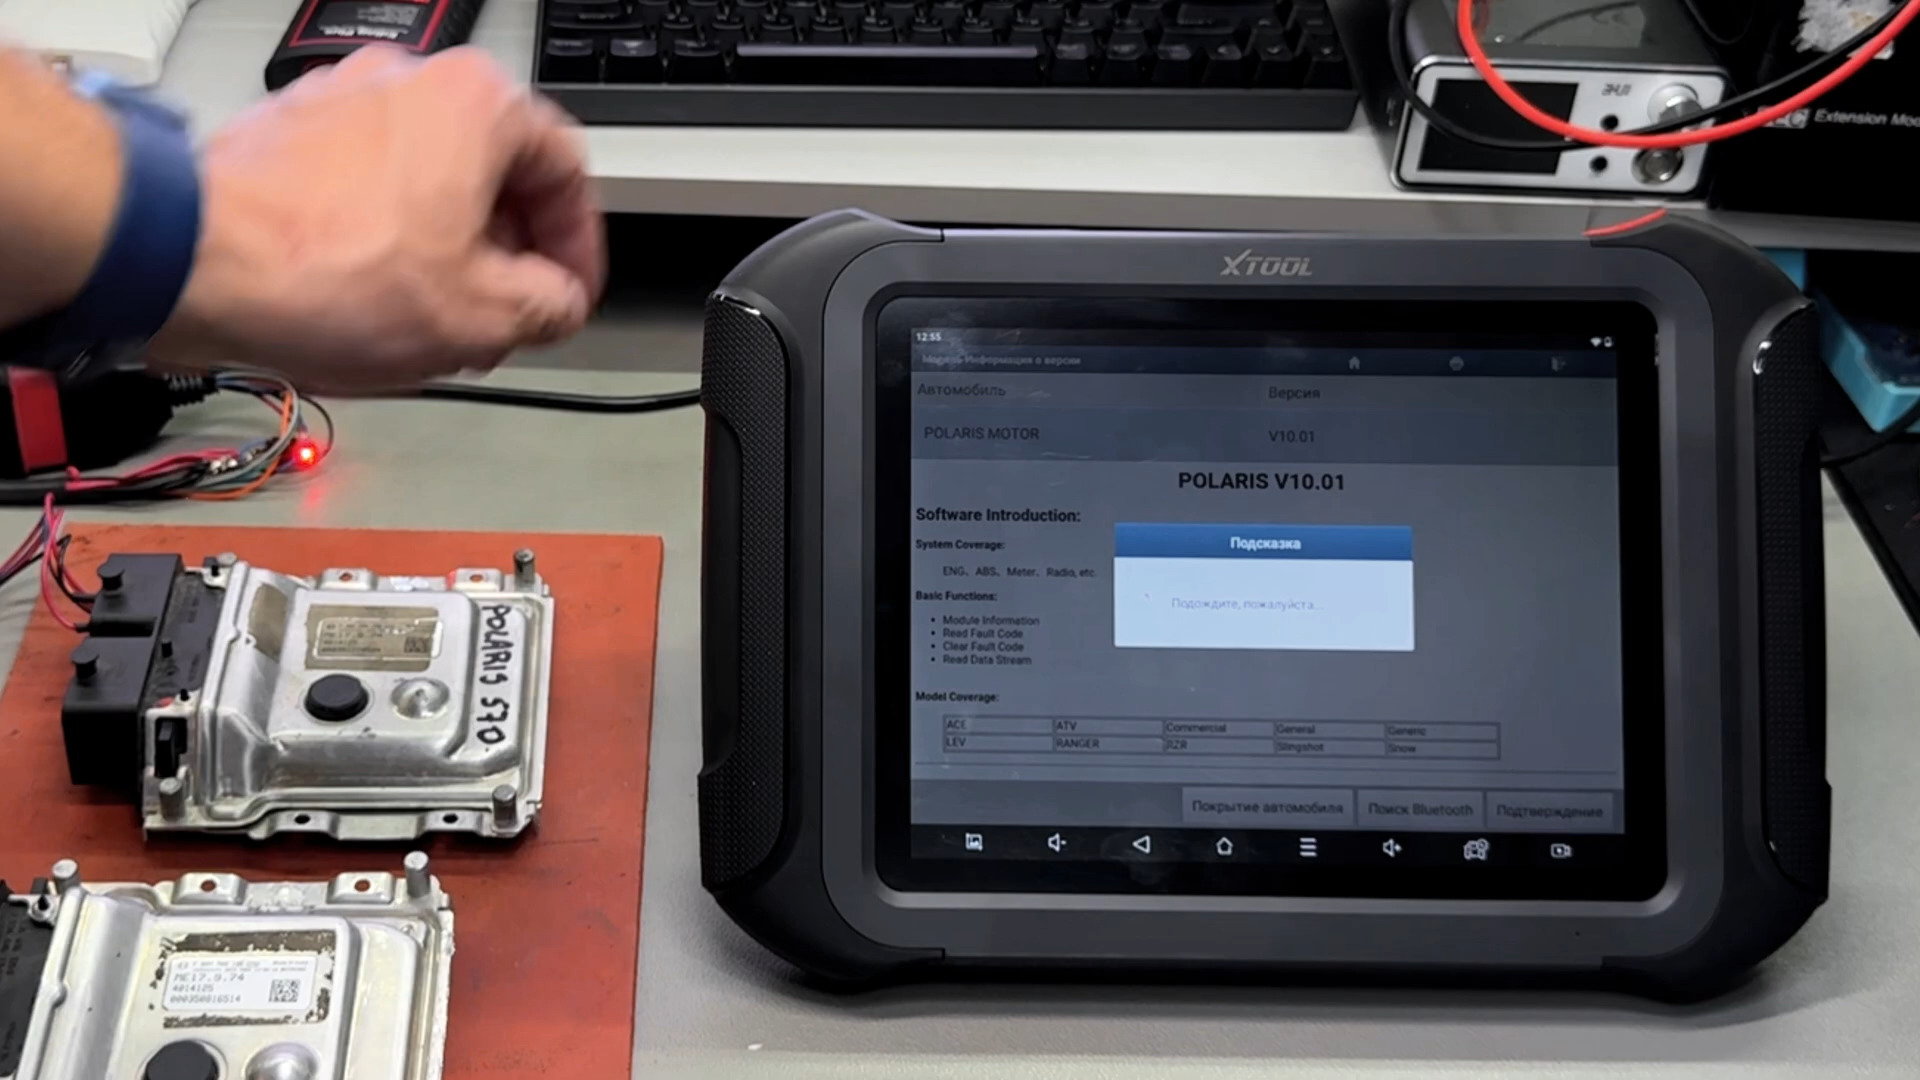 Extension
XTOOL
12:55
Модель Информация о версии
Автомобиль
Версия
POLARIS MOTOR
V10.01
POLARIS V10.01
Software Introduction:
System Coverage:
ENG、ABS、Meter、Radio, etc.
Basic Functions:
• Module Information
• Read Fault Code
• Clear Fault Code
• Read Data Stream
Подсказка
Подождите, пожалуйста...
Model Coverage:
ACE ATV Commercial General Generic
LEV RANGER RZR Slingshot Snow
Покрытие автомобиля
Поиск Bluetooth
Подтверждение
POLARIS 570
ME17.9.74
4014125
000350816514